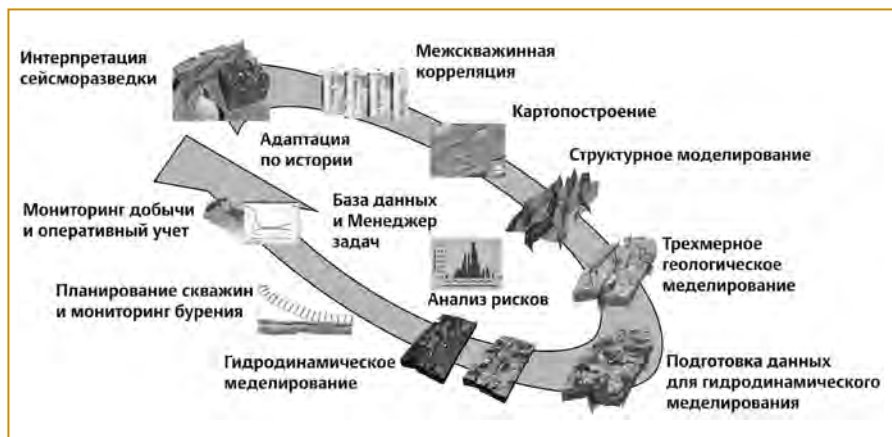 Интерпретация
сейсморазведки
Межскважинная
корреляция
Картопостроение
Структурное моделирование
Трехмерное
геологическое
меделирование
Подготовка данных
для гидродинамического
меделирования
Гидродинамическое
меделирование
Планирование скважин
и мониторинг бурения
Мониторинг добычи
и оперативный учет
Адаптация
по истории
База данных
и Менеджер
задач
Анализ рисков